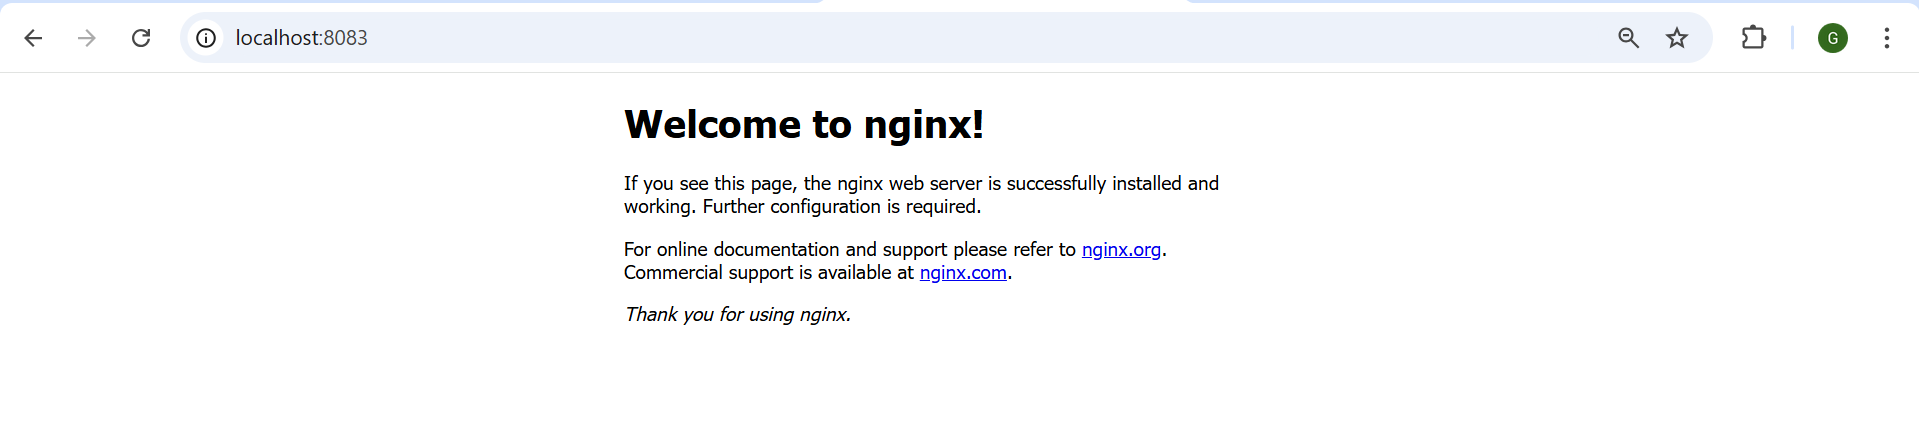 localhost:8083
G
Welcome to nginx!
If you see this page, the nginx web server is successfully installed and
working. Further configuration is required.
For online documentation and support please refer to nginx.org.
Commercial support is available at nginx.com.
Thank you for using nginx.